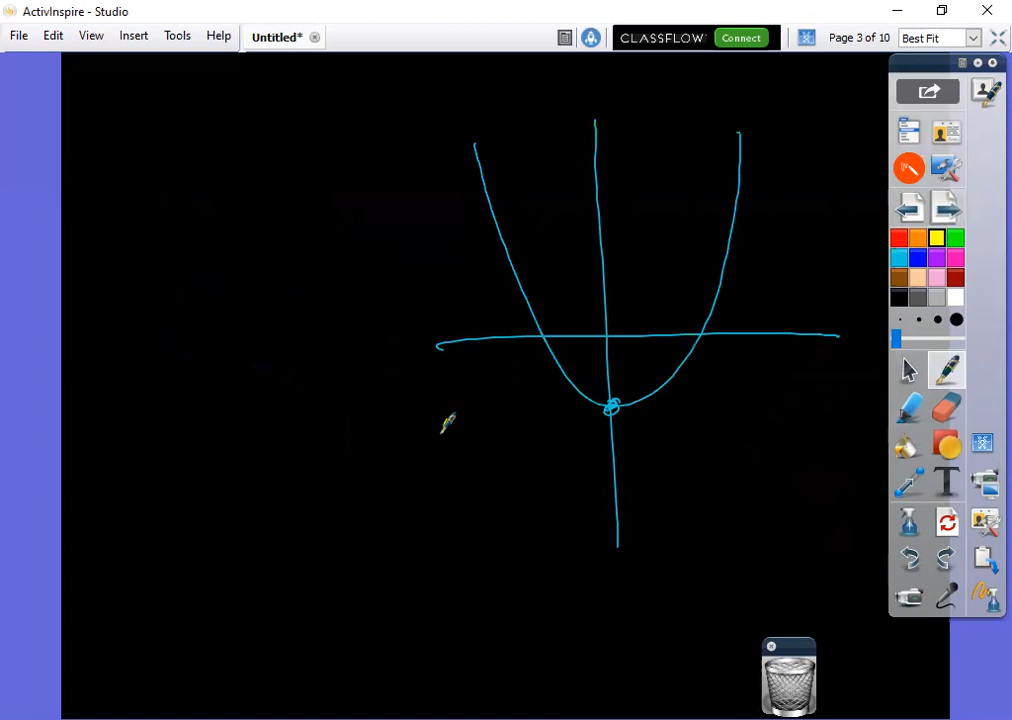 ActivInspire - Studio
File Edit View Insert Tools Help Untitled* CLASSFLOW Connect Page 3 of 10 Best Fit
T